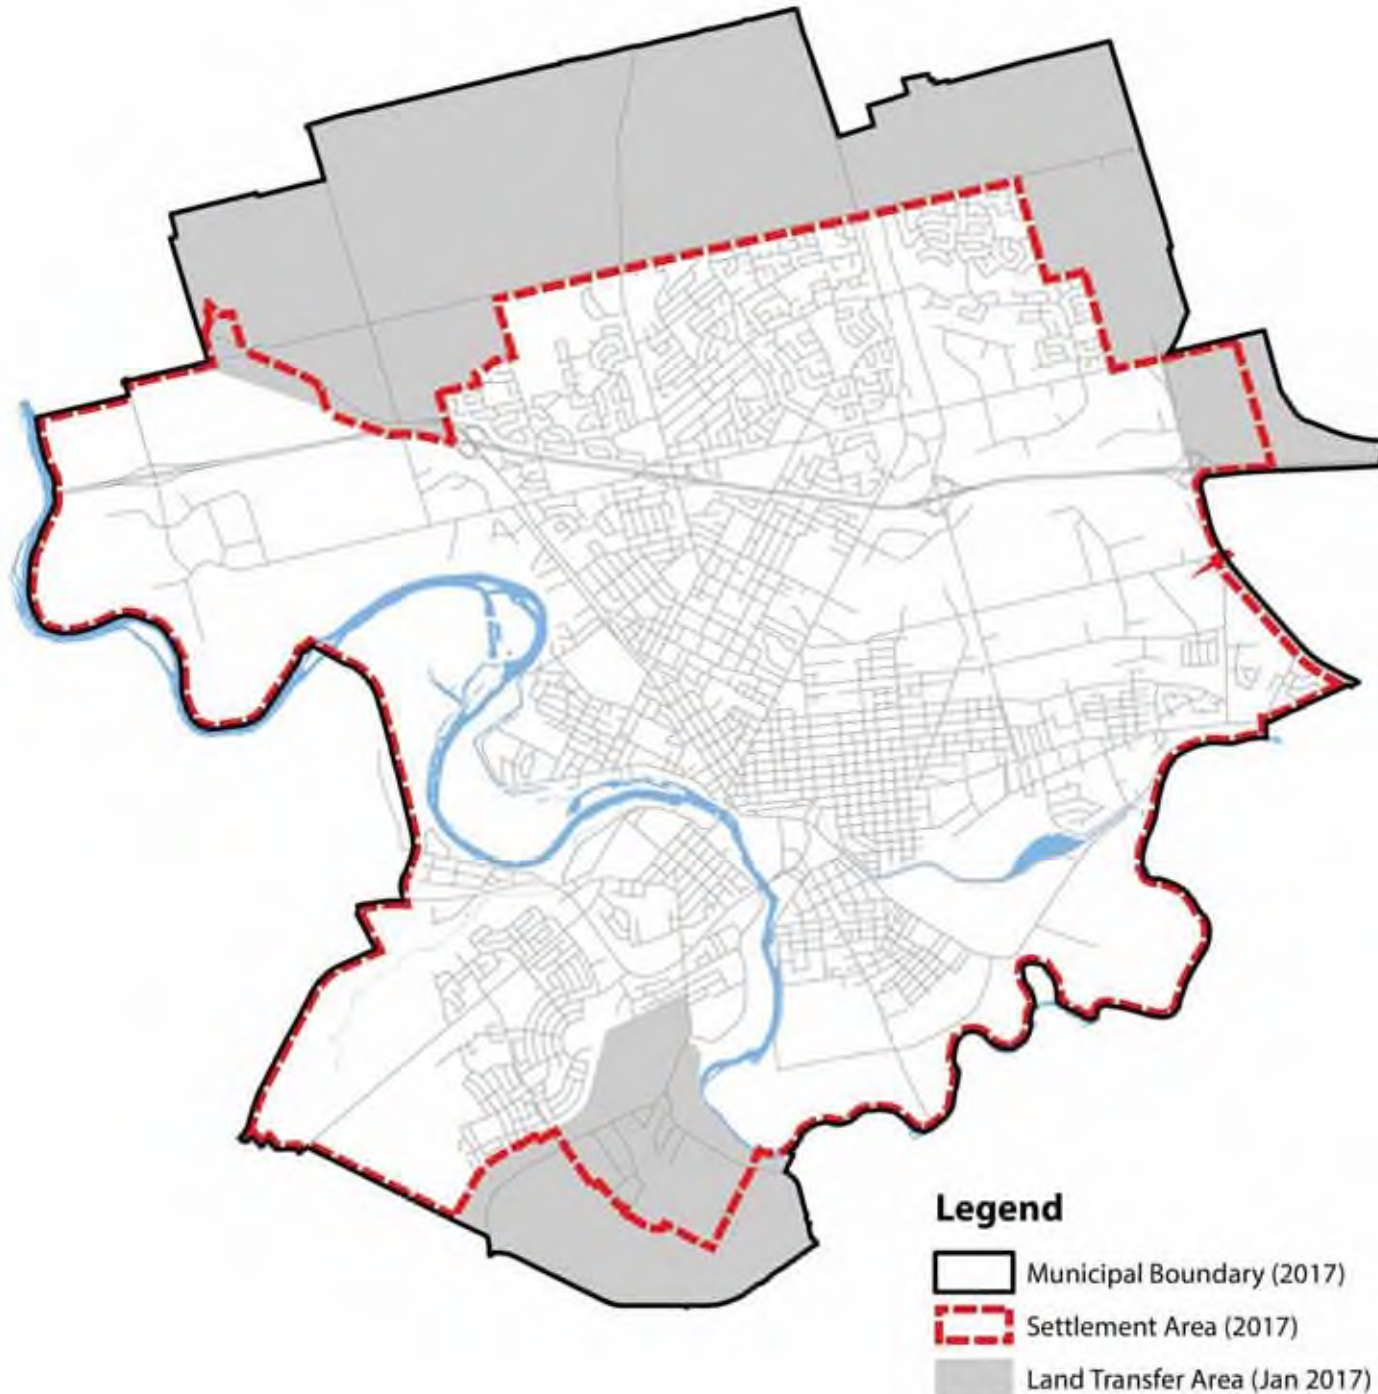 Legend
Municipal Boundary (2017)
Settlement Area (2017)
Land Transfer Area (Jan 2017)